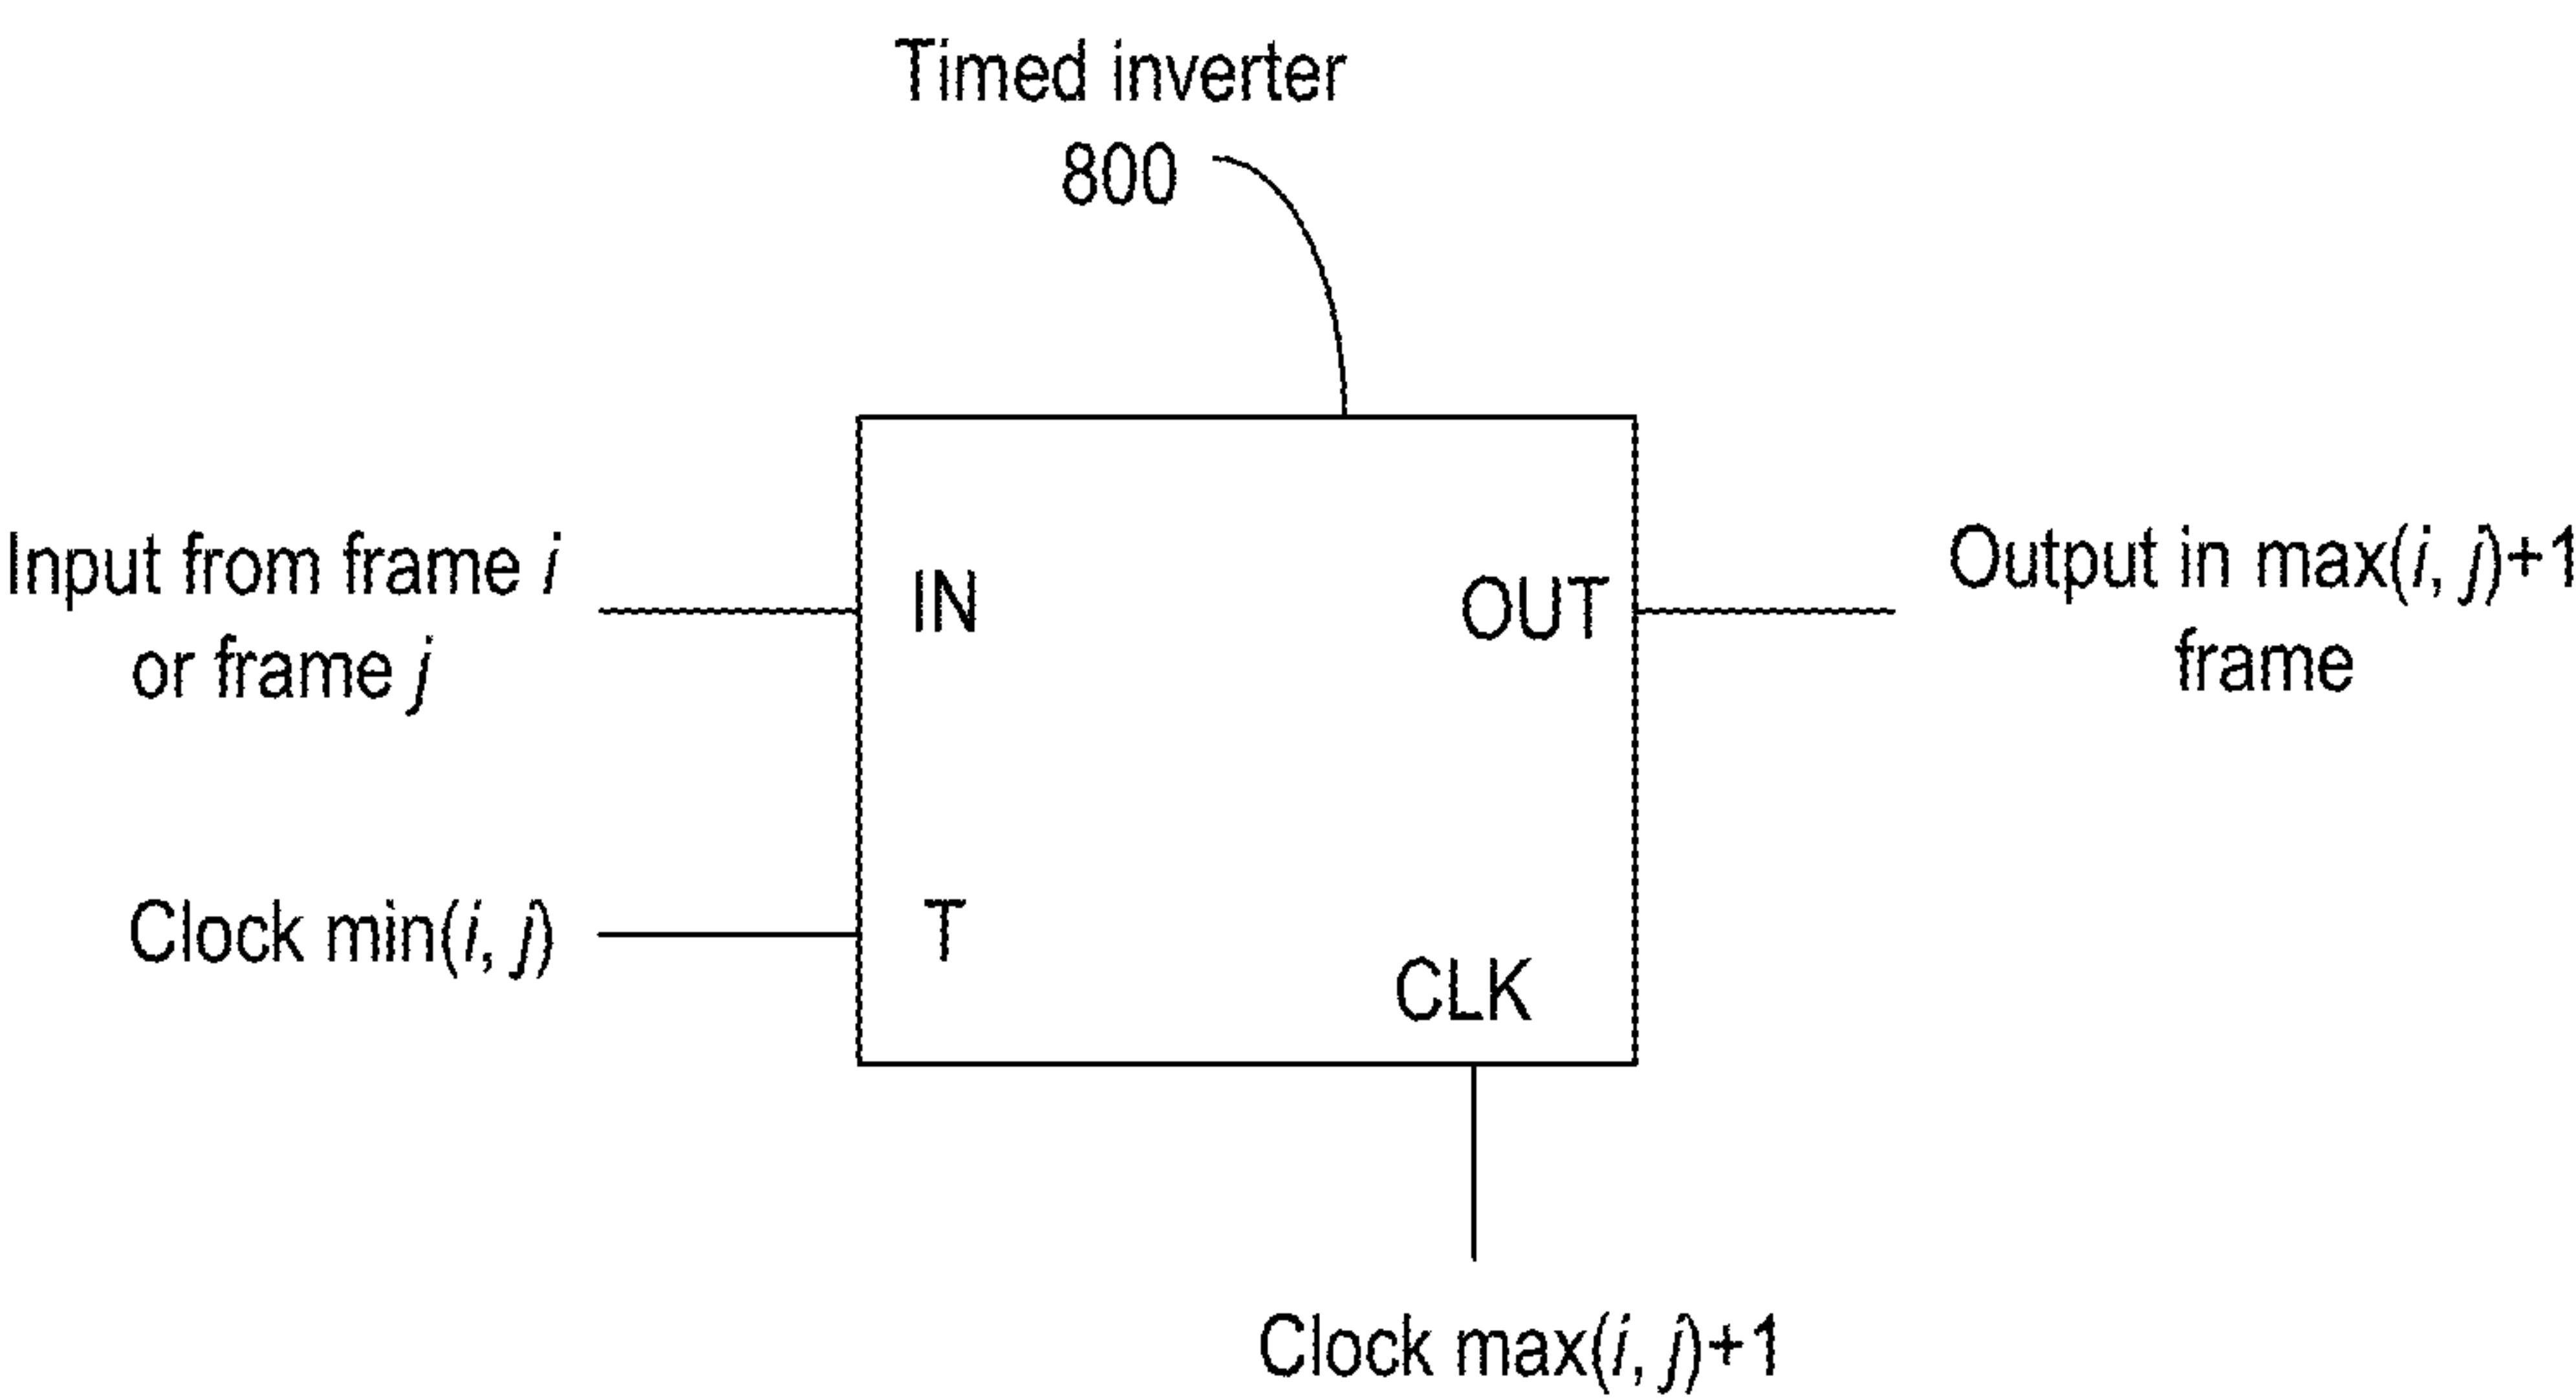 Timed inverter
800
Input from frame i
or frame j
IN
OUT
Output in max(i, j)+1
frame
Clock min(i, j)
T
CLK
Clock max(i, j)+1